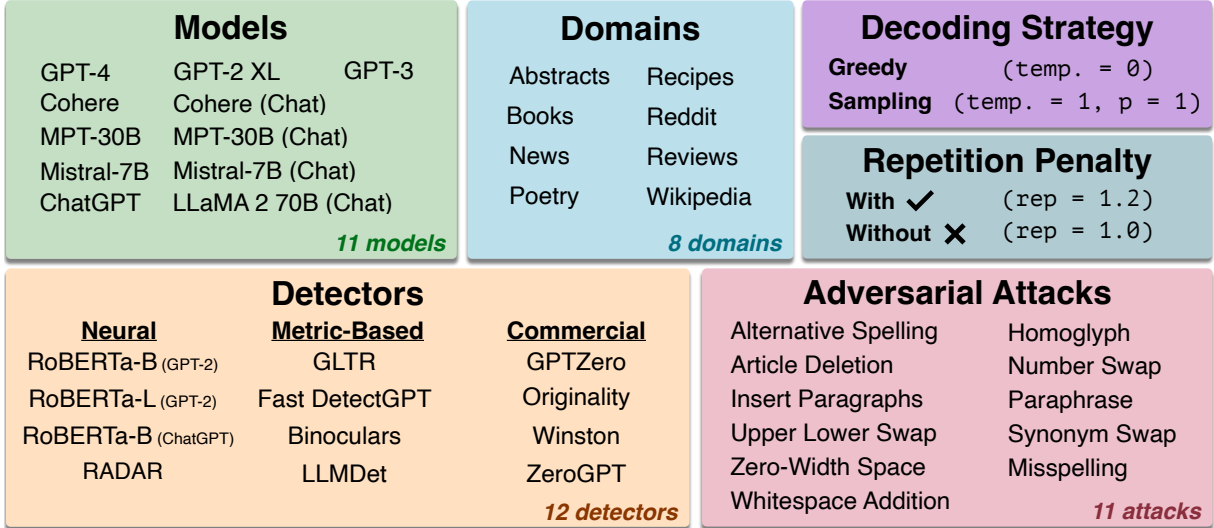 Models
GPT-4 GPT-2 XL GPT-3
Cohere Cohere (Chat)
MPT-30B MPT-30B (Chat)
Mistral-7B Mistral-7B (Chat)
ChatGPT LLaMA 2 70B (Chat)
11 models
Domains
Abstracts Recipes
Books Reddit
News Reviews
Poetry Wikipedia
8 domains
Decoding Strategy
Greedy (temp. = 0)
Sampling (temp. = 1, p = 1)
Repetition Penalty
With ✓ (rep = 1.2)
Without ✗ (rep = 1.0)
Detectors
Neural Metric-Based Commercial
RoBERTa-B (GPT-2) GLTR GPTZero
RoBERTa-L (GPT-2) Fast DetectGPT Originality
RoBERTa-B (ChatGPT) Binoculars Winston
RADAR LLMDet ZeroGPT
12 detectors
Adversarial Attacks
Alternative Spelling Homoglyph
Article Deletion Number Swap
Insert Paragraphs Paraphrase
Upper Lower Swap Synonym Swap
Zero-Width Space Misspelling
Whitespace Addition
11 attacks